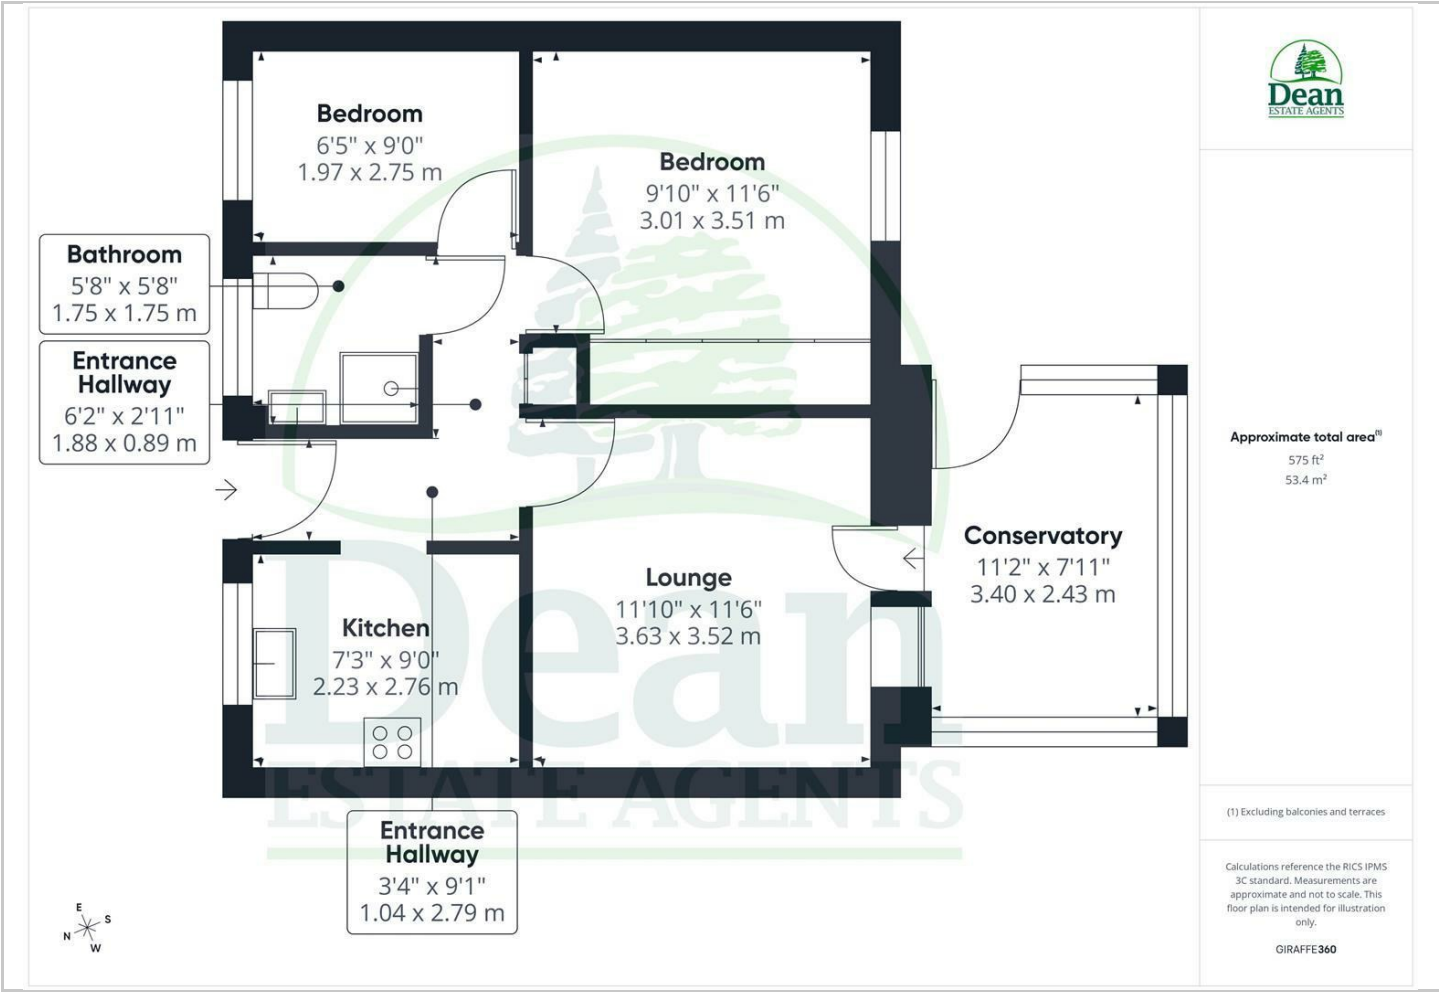 Bedroom
6'5" x 9'0"
1.97 x 2.75 m
Bedroom
9'10" x 11'6"
3.01 x 3.51 m
Bathroom
5'8" x 5'8"
1.75 x 1.75 m
Entrance
Hallway
6'2" x 2'11"
1.88 x 0.89 m
Conservatory
11'2" x 7'11"
3.40 x 2.43 m
Lounge
11'10" x 11'6"
3.63 x 3.52 m
Kitchen
7'3" x 9'0"
2.23 x 2.76 m
Entrance
Hallway
3'4" x 9'1"
1.04 x 2.79 m
Dean
ESTATE AGENTS
E
S
N
W
Dean
ESTATE AGENTS
Approximate total area(1)
575 ft²
53.4 m²
(1) Excluding balconies and terraces
Calculations reference the RICS IPMS
3C standard. Measurements are
approximate and not to scale. This
floor plan is intended for illustration
only.
GIRAFFE360